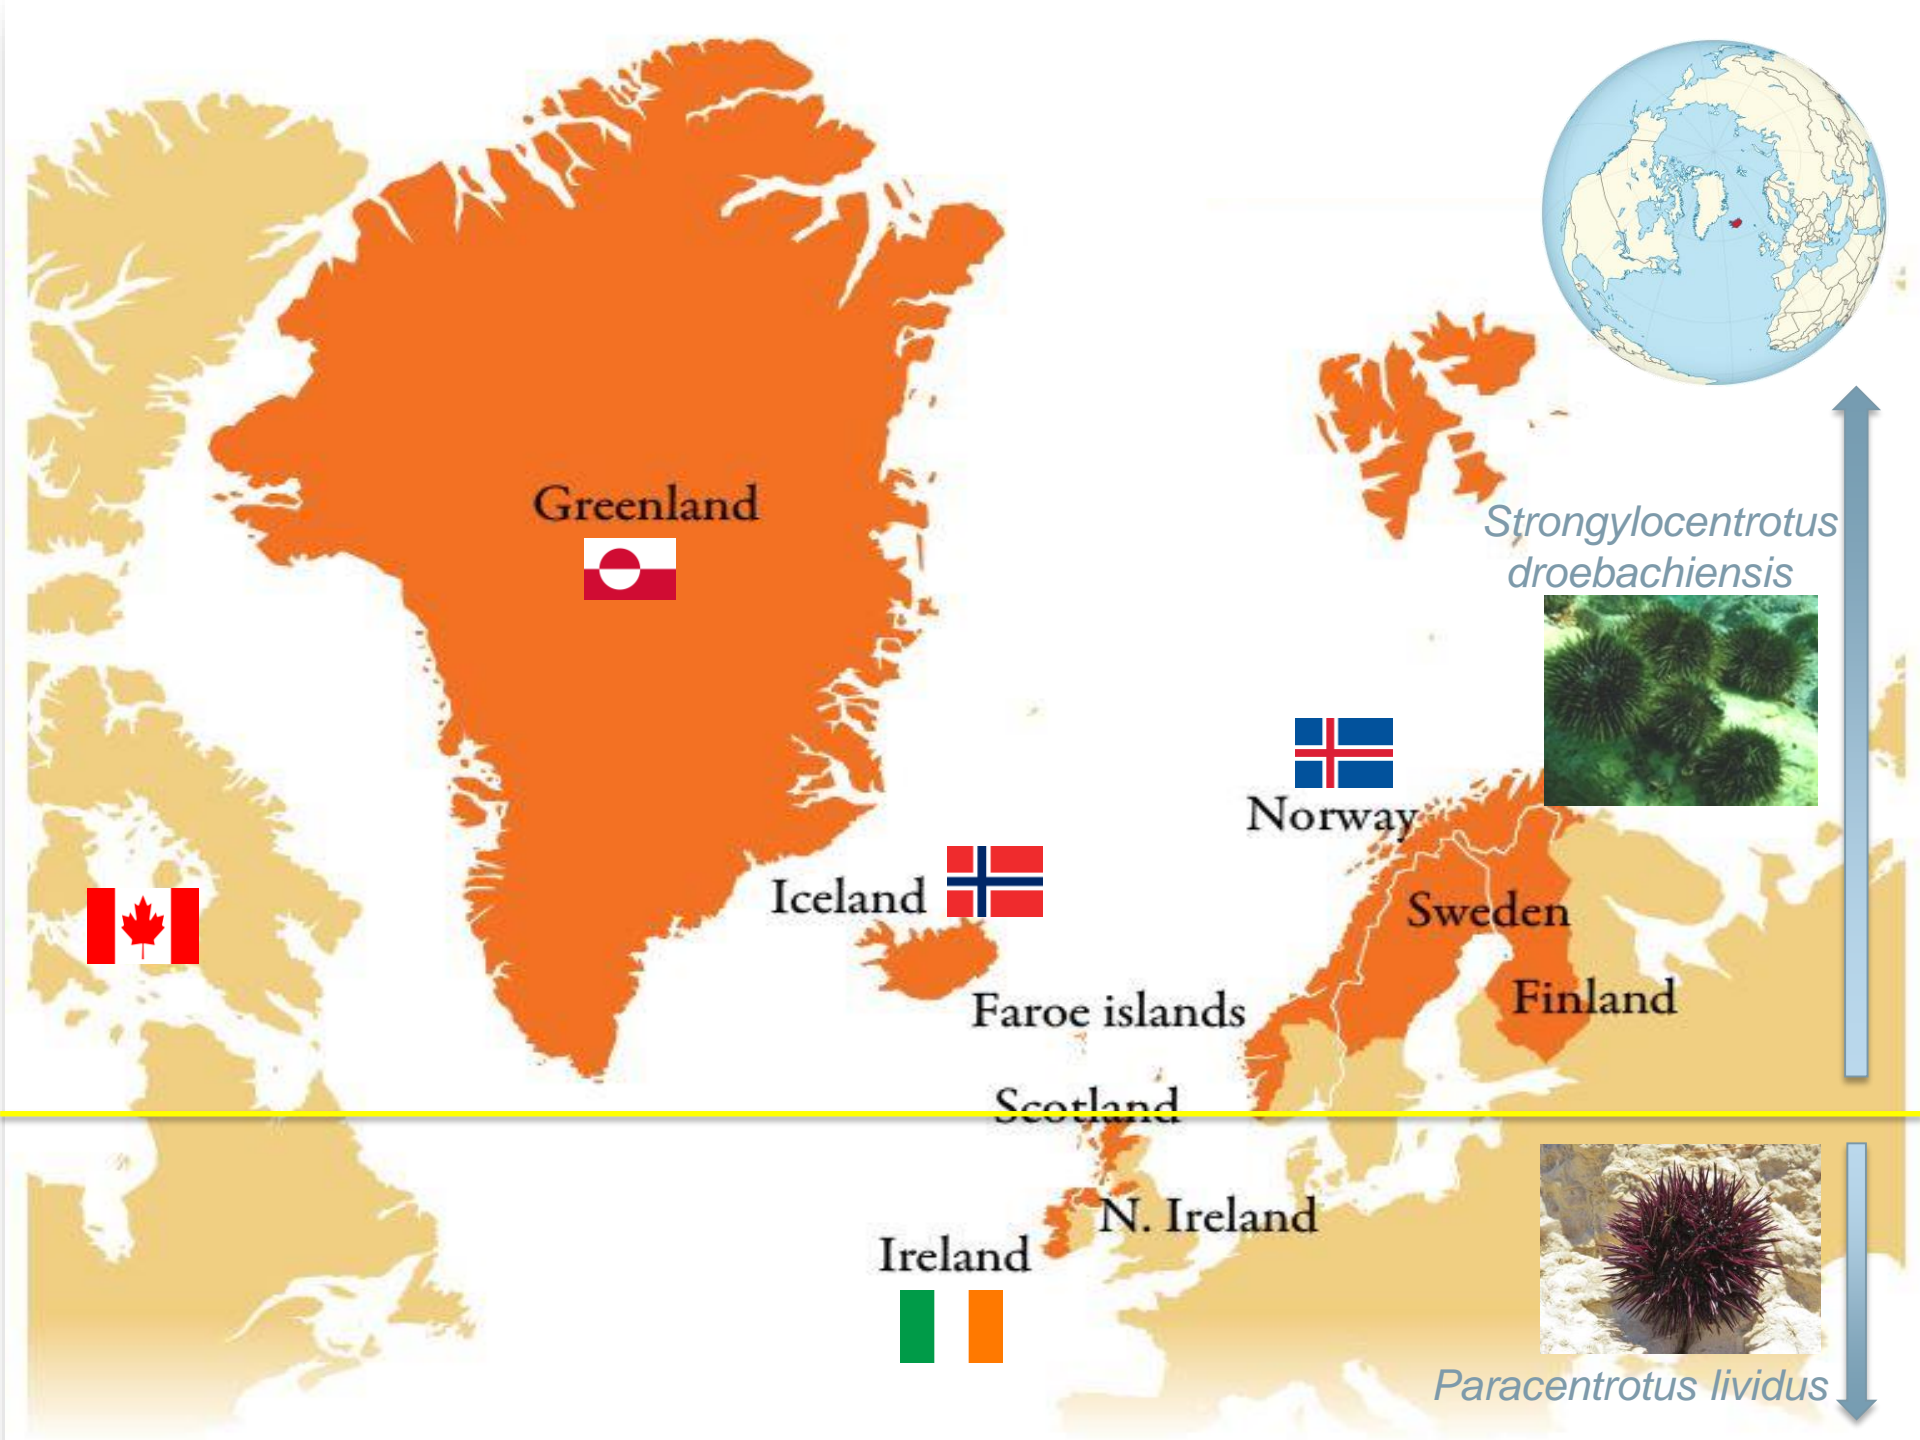 Greenland
Strongylocentrotus
droebachiensis
Norway
Iceland
Sweden
Finland
Faroe islands
Scotland
N. Ireland
Ireland
Paracentrotus lividus